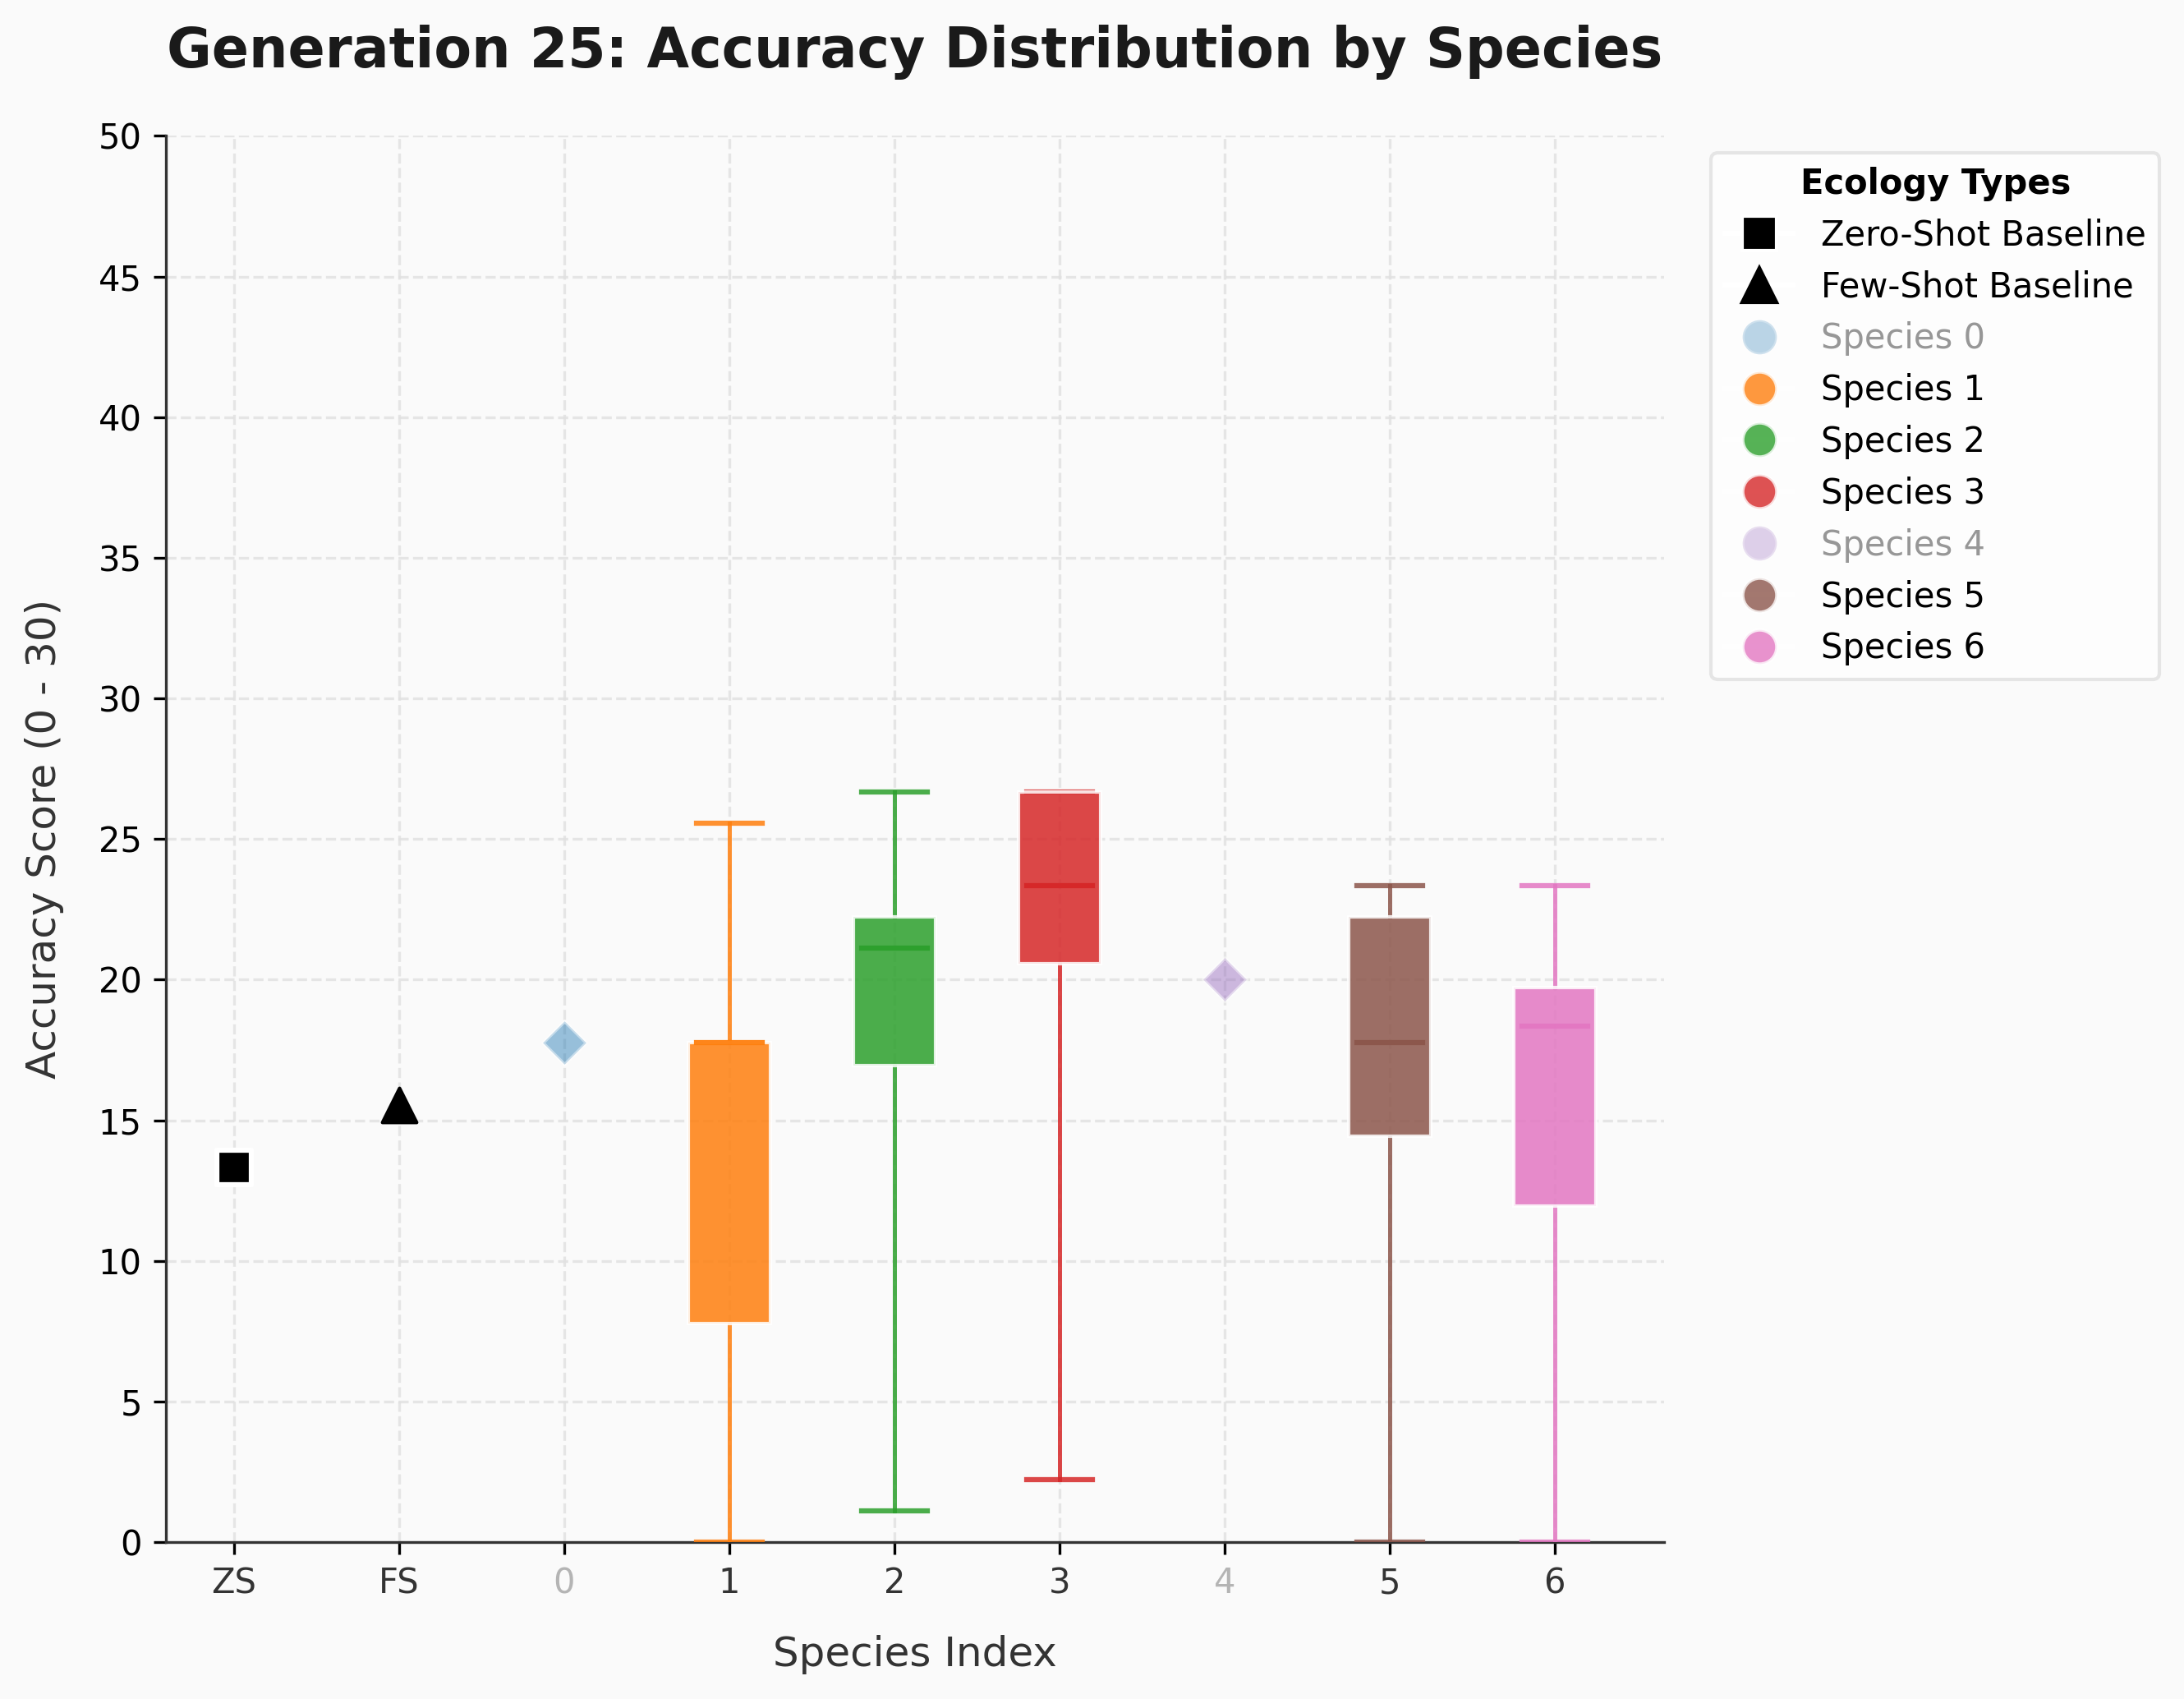 Generation 25: Accuracy Distribution by Species
Accuracy Score (0 - 30)
50
45
40
35
30
25
20
15
10
5
0
ZS FS 0 1 2 3 4 5 6
Species Index
Ecology Types
Zero-Shot Baseline
Few-Shot Baseline
Species 0
Species 1
Species 2
Species 3
Species 4
Species 5
Species 6